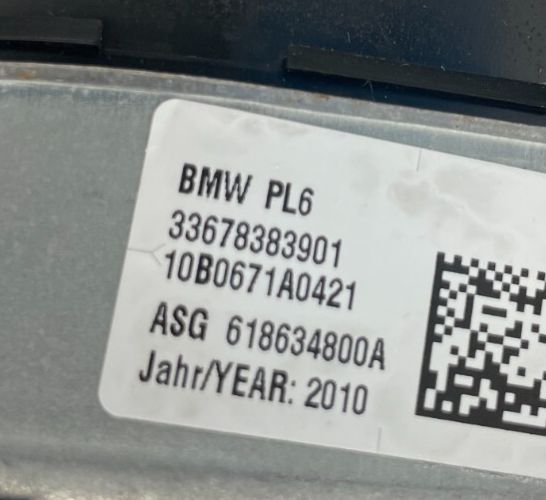 BMW PL6
33678383901
10B0671A0421
ASG 618634800A
Jahr/YEAR: 2010